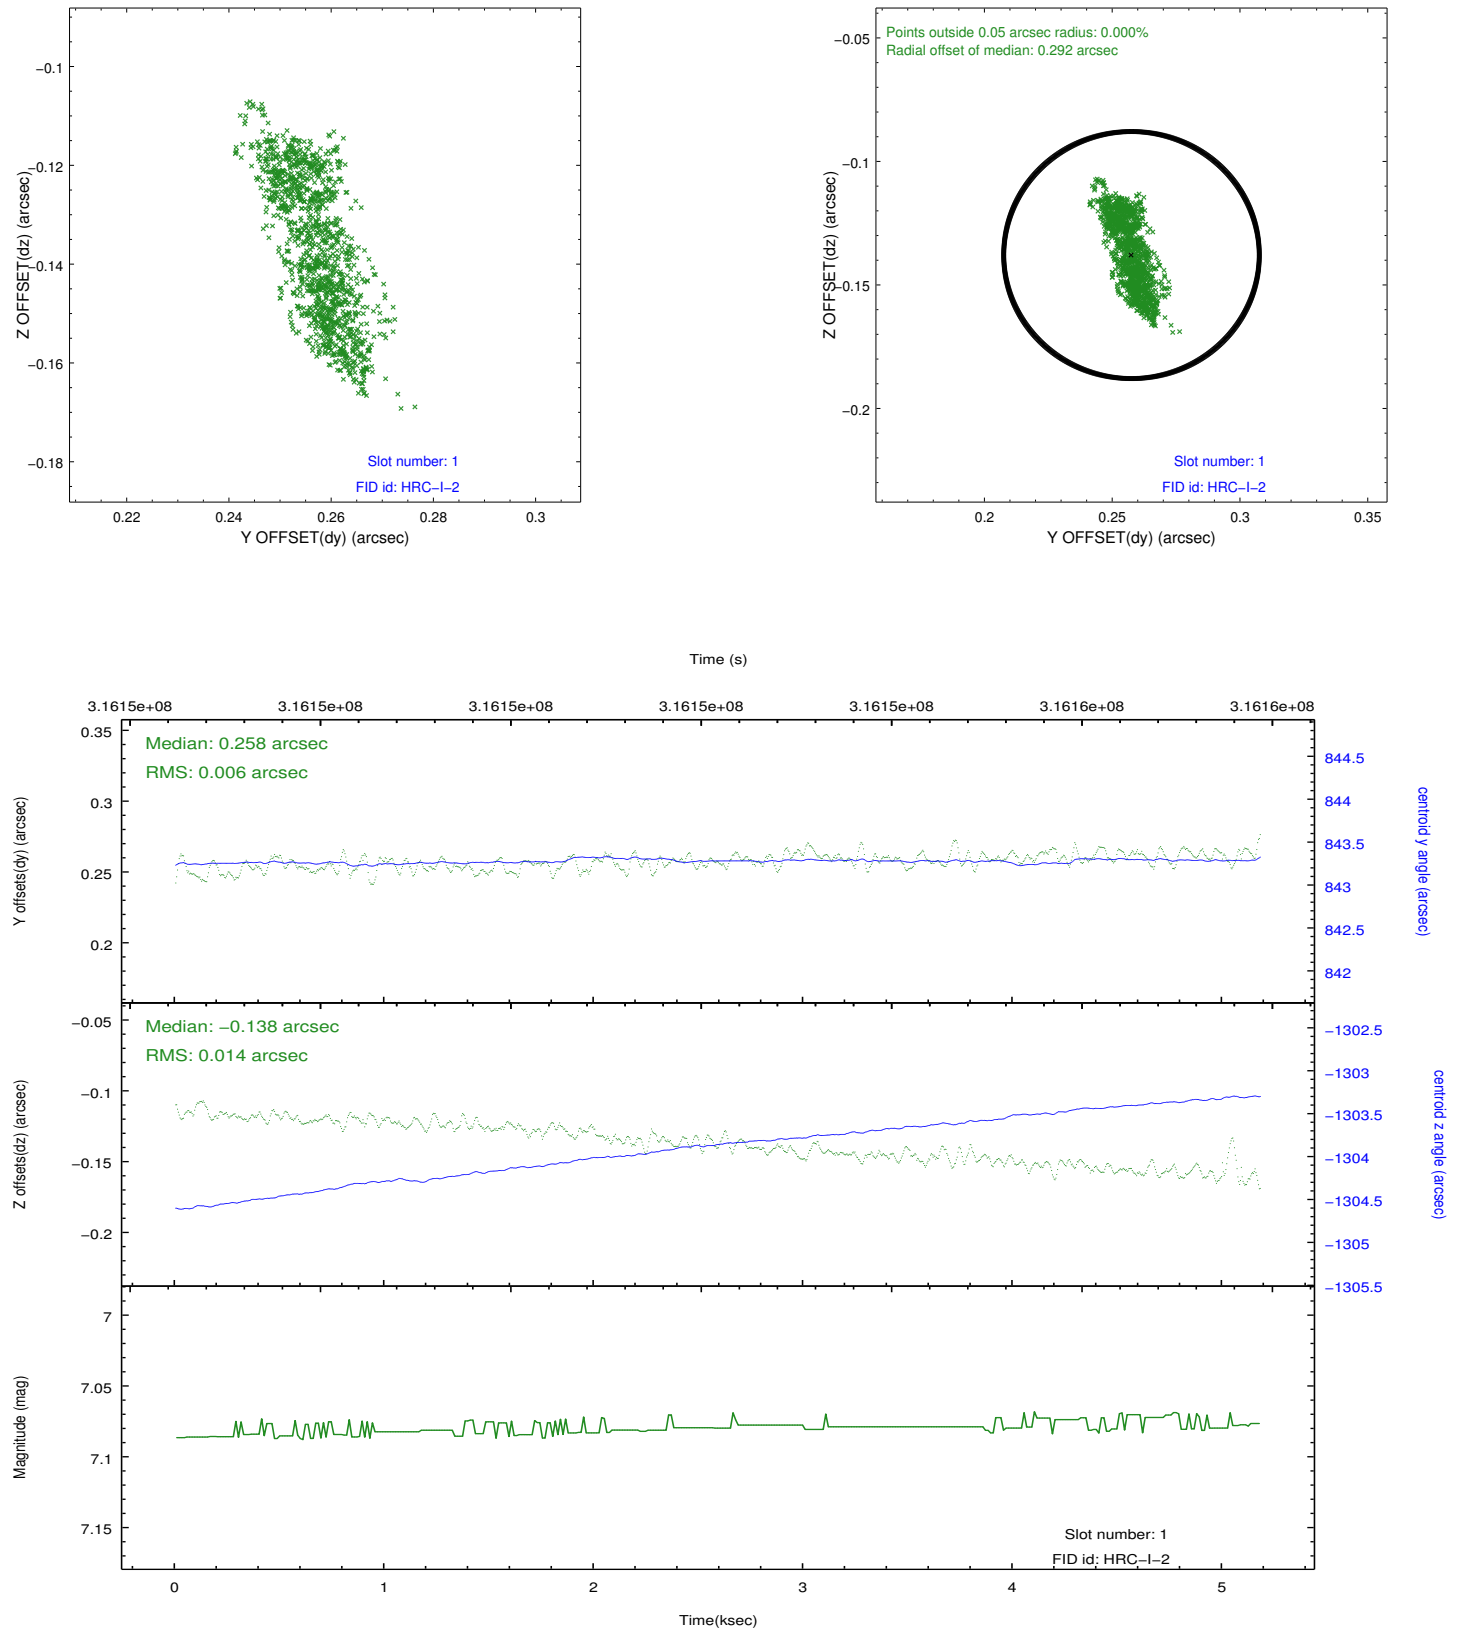 −0.1
−0.12
−0.14
−0.16
−0.18
Z OFFSET(dz) (arcsec)
Slot number: 1
FID id: HRC−I−2
0.22 0.24 0.26 0.28 0.3
Y OFFSET(dy) (arcsec)
Points outside 0.05 arcsec radius: 0.000%
Radial offset of median: 0.292 arcsec
−0.05
−0.1
−0.15
−0.2
Z OFFSET(dz) (arcsec)
Slot number: 1
FID id: HRC−I−2
0.2 0.25 0.3 0.35
Y OFFSET(dy) (arcsec)
Time (s)
3.1615e+08 3.1615e+08 3.1615e+08 3.1615e+08 3.1615e+08 3.1616e+08 3.1616e+08
Median: 0.258 arcsec
RMS: 0.006 arcsec
0.35
0.3
0.25
0.2
Y offsets(dy) (arcsec)
844.5
844
843.5
843
842.5
842
centroid y angle (arcsec)
Median: −0.138 arcsec
RMS: 0.014 arcsec
−0.05
−0.1
−0.15
−0.2
Z offsets(dz) (arcsec)
−1302.5
−1303
−1303.5
−1304
−1304.5
−1305
−1305.5
centroid z angle (arcsec)
7
7.05
7.1
7.15
Magnitude (mag)
Slot number: 1
FID id: HRC−I−2
0 1 2 3 4 5
Time(ksec)